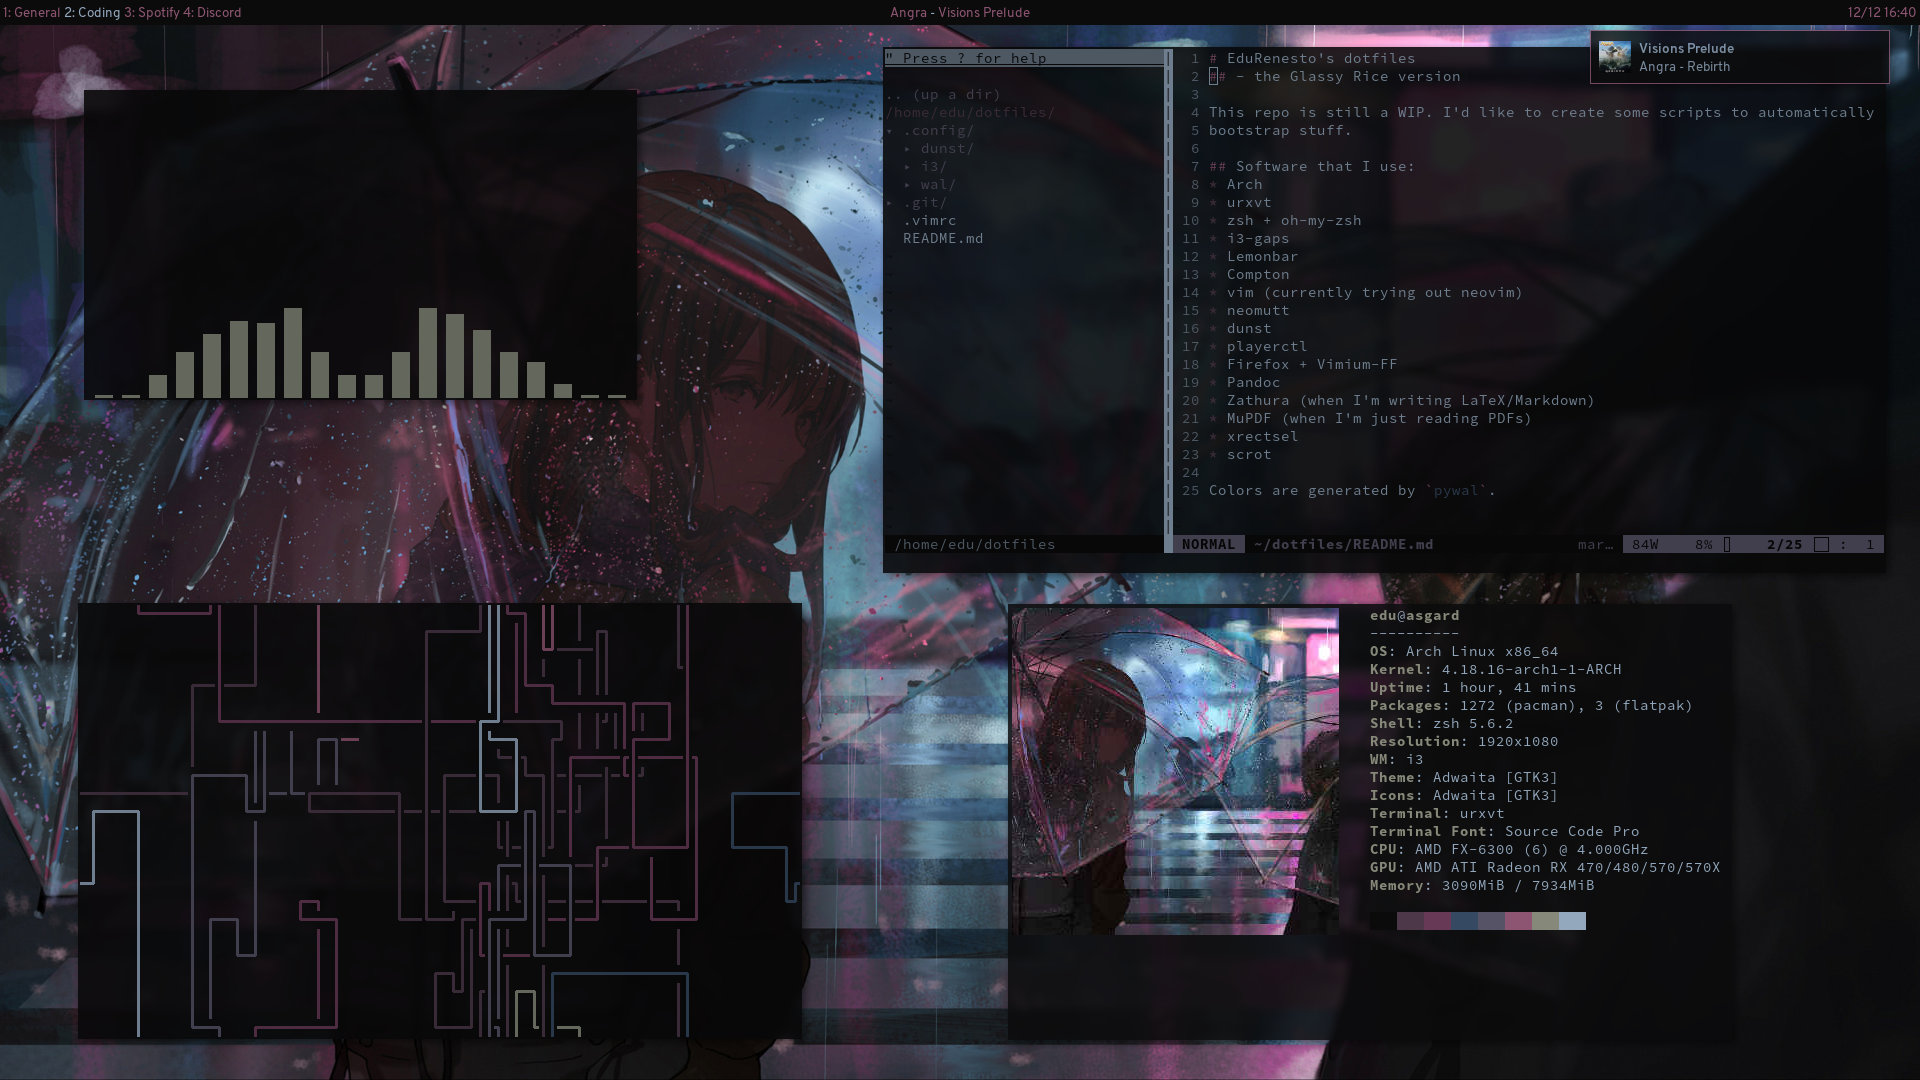 1: General 2: Coding 3: Spotify 4: Discord
Angra - Visions Prelude
12/12 16:40
Visions Prelude
Angra - Rebirth
" Press ? for help
.. (up a dir)
/home/edu/dotfiles/
▾ .config/
▸ dunst/
▸ i3/
▸ wal/
▸ .git/
.vimrc
README.md
/home/edu/dotfiles
1 # EduRenesto's dotfiles
2 ## - the Glassy Rice version
3
4 This repo is still a WIP. I'd like to create some scripts to automatically
5 bootstrap stuff.
6
7 ## Software that I use:
8 * Arch
9 * urxvt
10 * zsh + oh-my-zsh
11 * i3-gaps
12 * Lemonbar
13 * Compton
14 * vim (currently trying out neovim)
15 * neomutt
16 * dunst
17 * playerctl
18 * Firefox + Vimium-FF
19 * Pandoc
20 * Zathura (when I'm writing LaTeX/Markdown)
21 * MuPDF (when I'm just reading PDFs)
22 * xrectsel
23 * scrot
24
25 Colors are generated by `pywal`.
NORMAL ~/dotfiles/README.md mar… 84W 8% 2/25 : 1
edu@asgard
----------
OS: Arch Linux x86_64
Kernel: 4.18.16-arch1-1-ARCH
Uptime: 1 hour, 41 mins
Packages: 1272 (pacman), 3 (flatpak)
Shell: zsh 5.6.2
Resolution: 1920x1080
WM: i3
Theme: Adwaita [GTK3]
Icons: Adwaita [GTK3]
Terminal: urxvt
Terminal Font: Source Code Pro
CPU: AMD FX-6300 (6) @ 4.000GHz
GPU: AMD ATI Radeon RX 470/480/570/570X
Memory: 3090MiB / 7934MiB